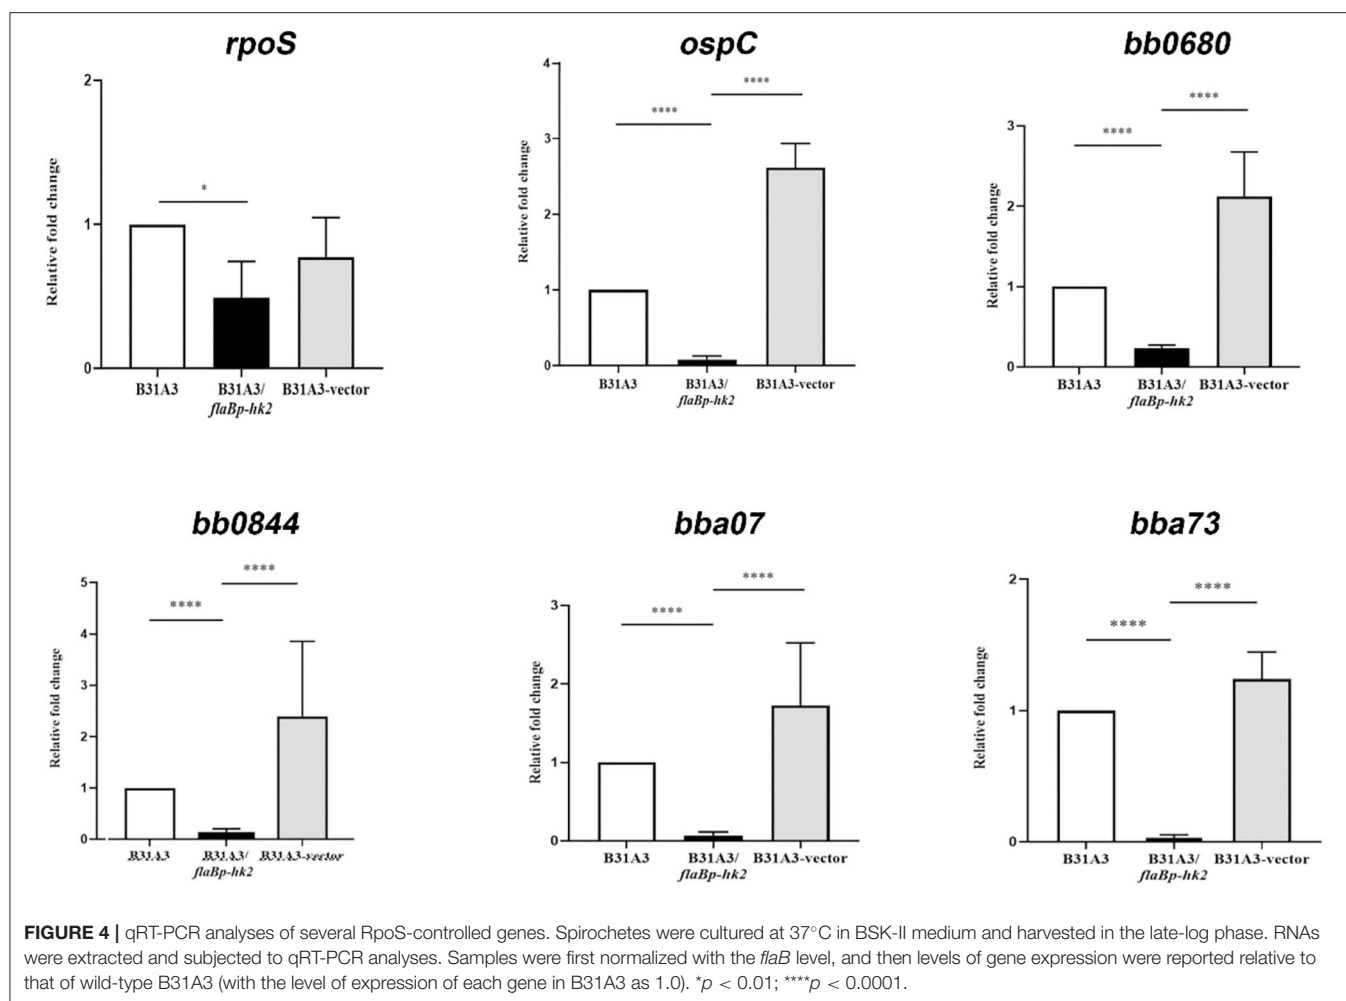 rpoS
2
1
0
Relative fold change
*
B31A3
B31A3/
flaBp-hk2
B31A3-vector
ospC
4
3
2
1
0
Relative fold change
****
****
B31A3
B31A3/
flaBp-hk2
B31A3-vector
bb0680
3
2
1
0
Relative fold change
****
****
B31A3
B31A3/
flaBp-hk2
B31A3-vector
bb0844
5
4
3
2
1
0
Relative fold change
****
****
B31A3
B31A3/
flaBp-hk2
B31A3-vector
bba07
3
2
1
0
Relative fold change
****
****
B31A3
B31A3/
flaBp-hk2
B31A3-vector
bba73
2
1
0
Relative fold change
****
****
B31A3
B31A3/
flaBp-hk2
B31A3-vector
FIGURE 4 | qRT-PCR analyses of several RpoS-controlled genes. Spirochetes were cultured at 37°C in BSK-II medium and harvested in the late-log phase. RNAs
were extracted and subjected to qRT-PCR analyses. Samples were first normalized with the flaB level, and then levels of gene expression were reported relative to
that of wild-type B31A3 (with the level of expression of each gene in B31A3 as 1.0). *p < 0.01; ****p < 0.0001.